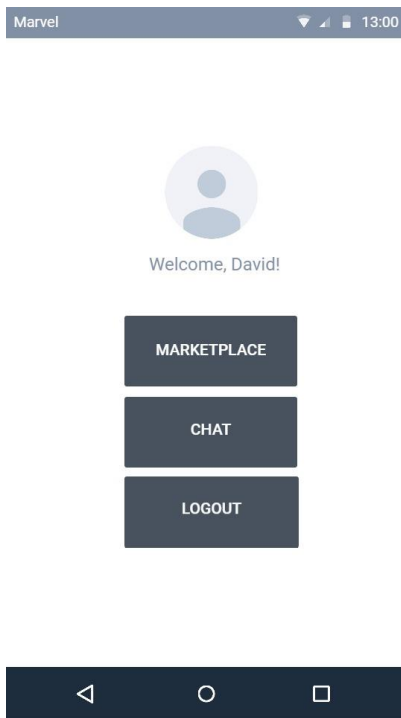 Marvel 13:00
Welcome, David!
MARKETPLACE
CHAT
LOGOUT